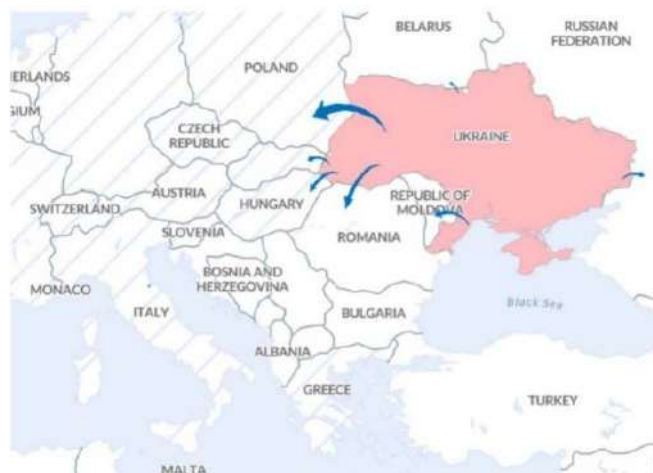 BELARUS
RUSSIAN
FEDERATION
HERLANDS
GIUM
POLAND
CZECH
REPUBLIC
UKRAINE
AUSTRIA
SWITZERLAND
HUNGARY
REPUBLIC OF
MOLDOVA
SLOVENIA
ROMANIA
BOSNIA AND
HERZEGOVINA
MONACO
ITALY
BULGARIA
Black Sea
ALBANIA
GREECE
TURKEY
MALTA